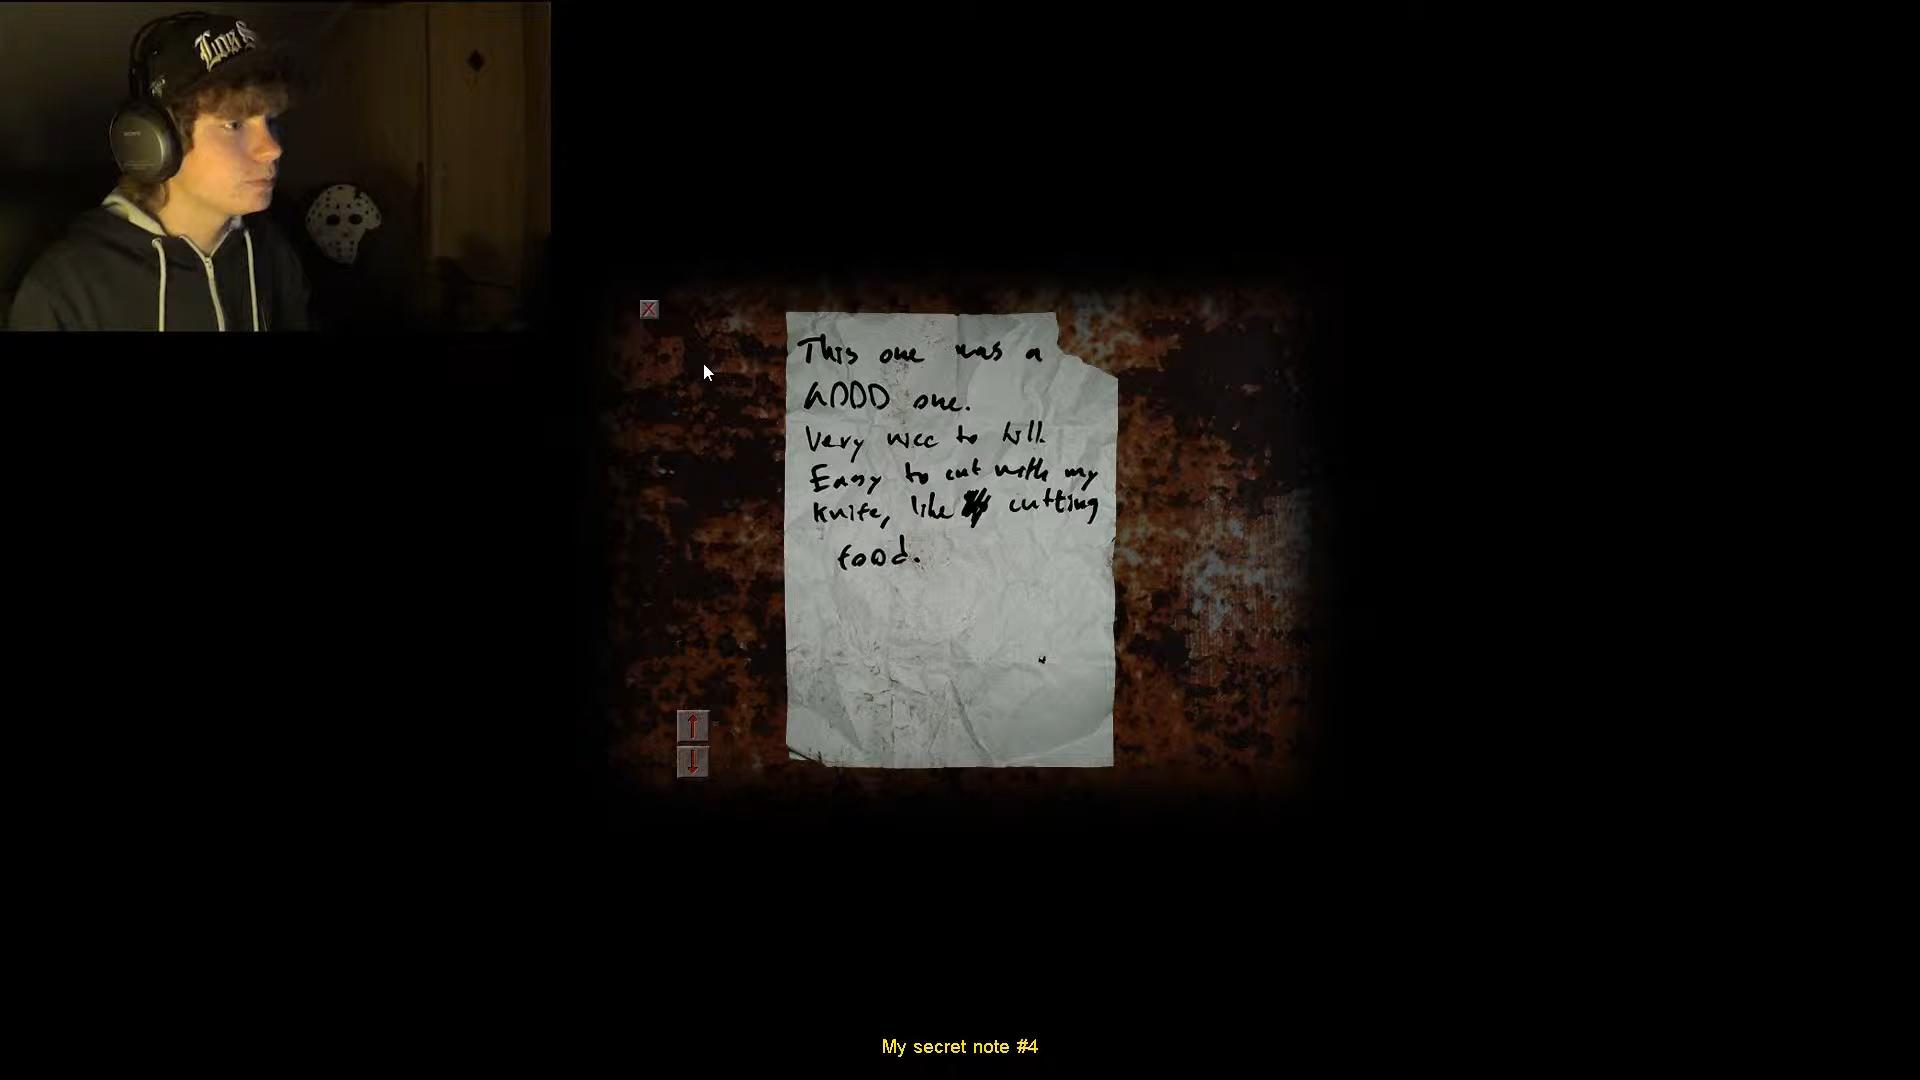 SONY
This one was a
GOOD one.
Very nice to kill.
Easy to cut with my
knife, like cutting
food.
My secret note #4